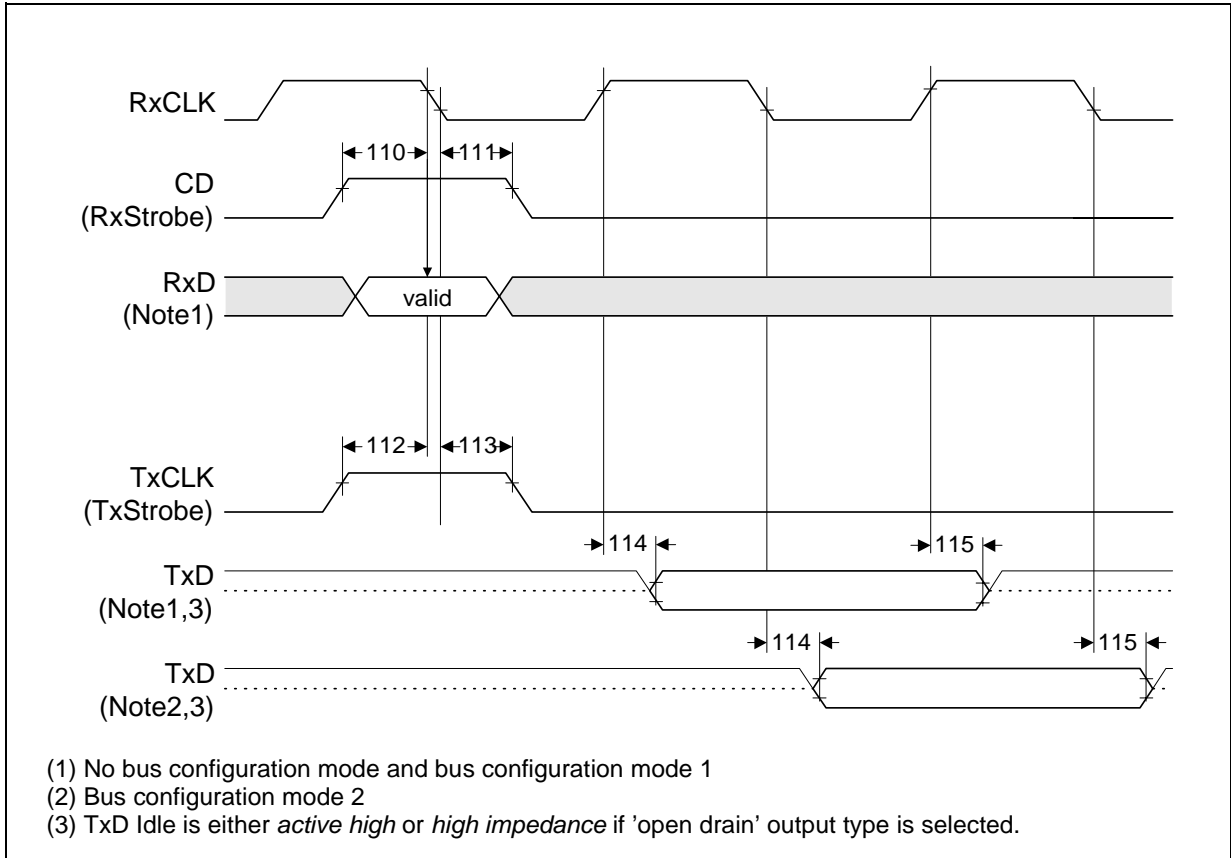 RxCLK
110
111
CD
(RxStrobe)
RxD
(Note1)
valid
112
113
TxCLK
(TxStrobe)
114
115
TxD
(Note1,3)
114
115
TxD
(Note2,3)
(1) No bus configuration mode and bus configuration mode 1
(2) Bus configuration mode 2
(3) TxD Idle is either active high or high impedance if 'open drain' output type is selected.